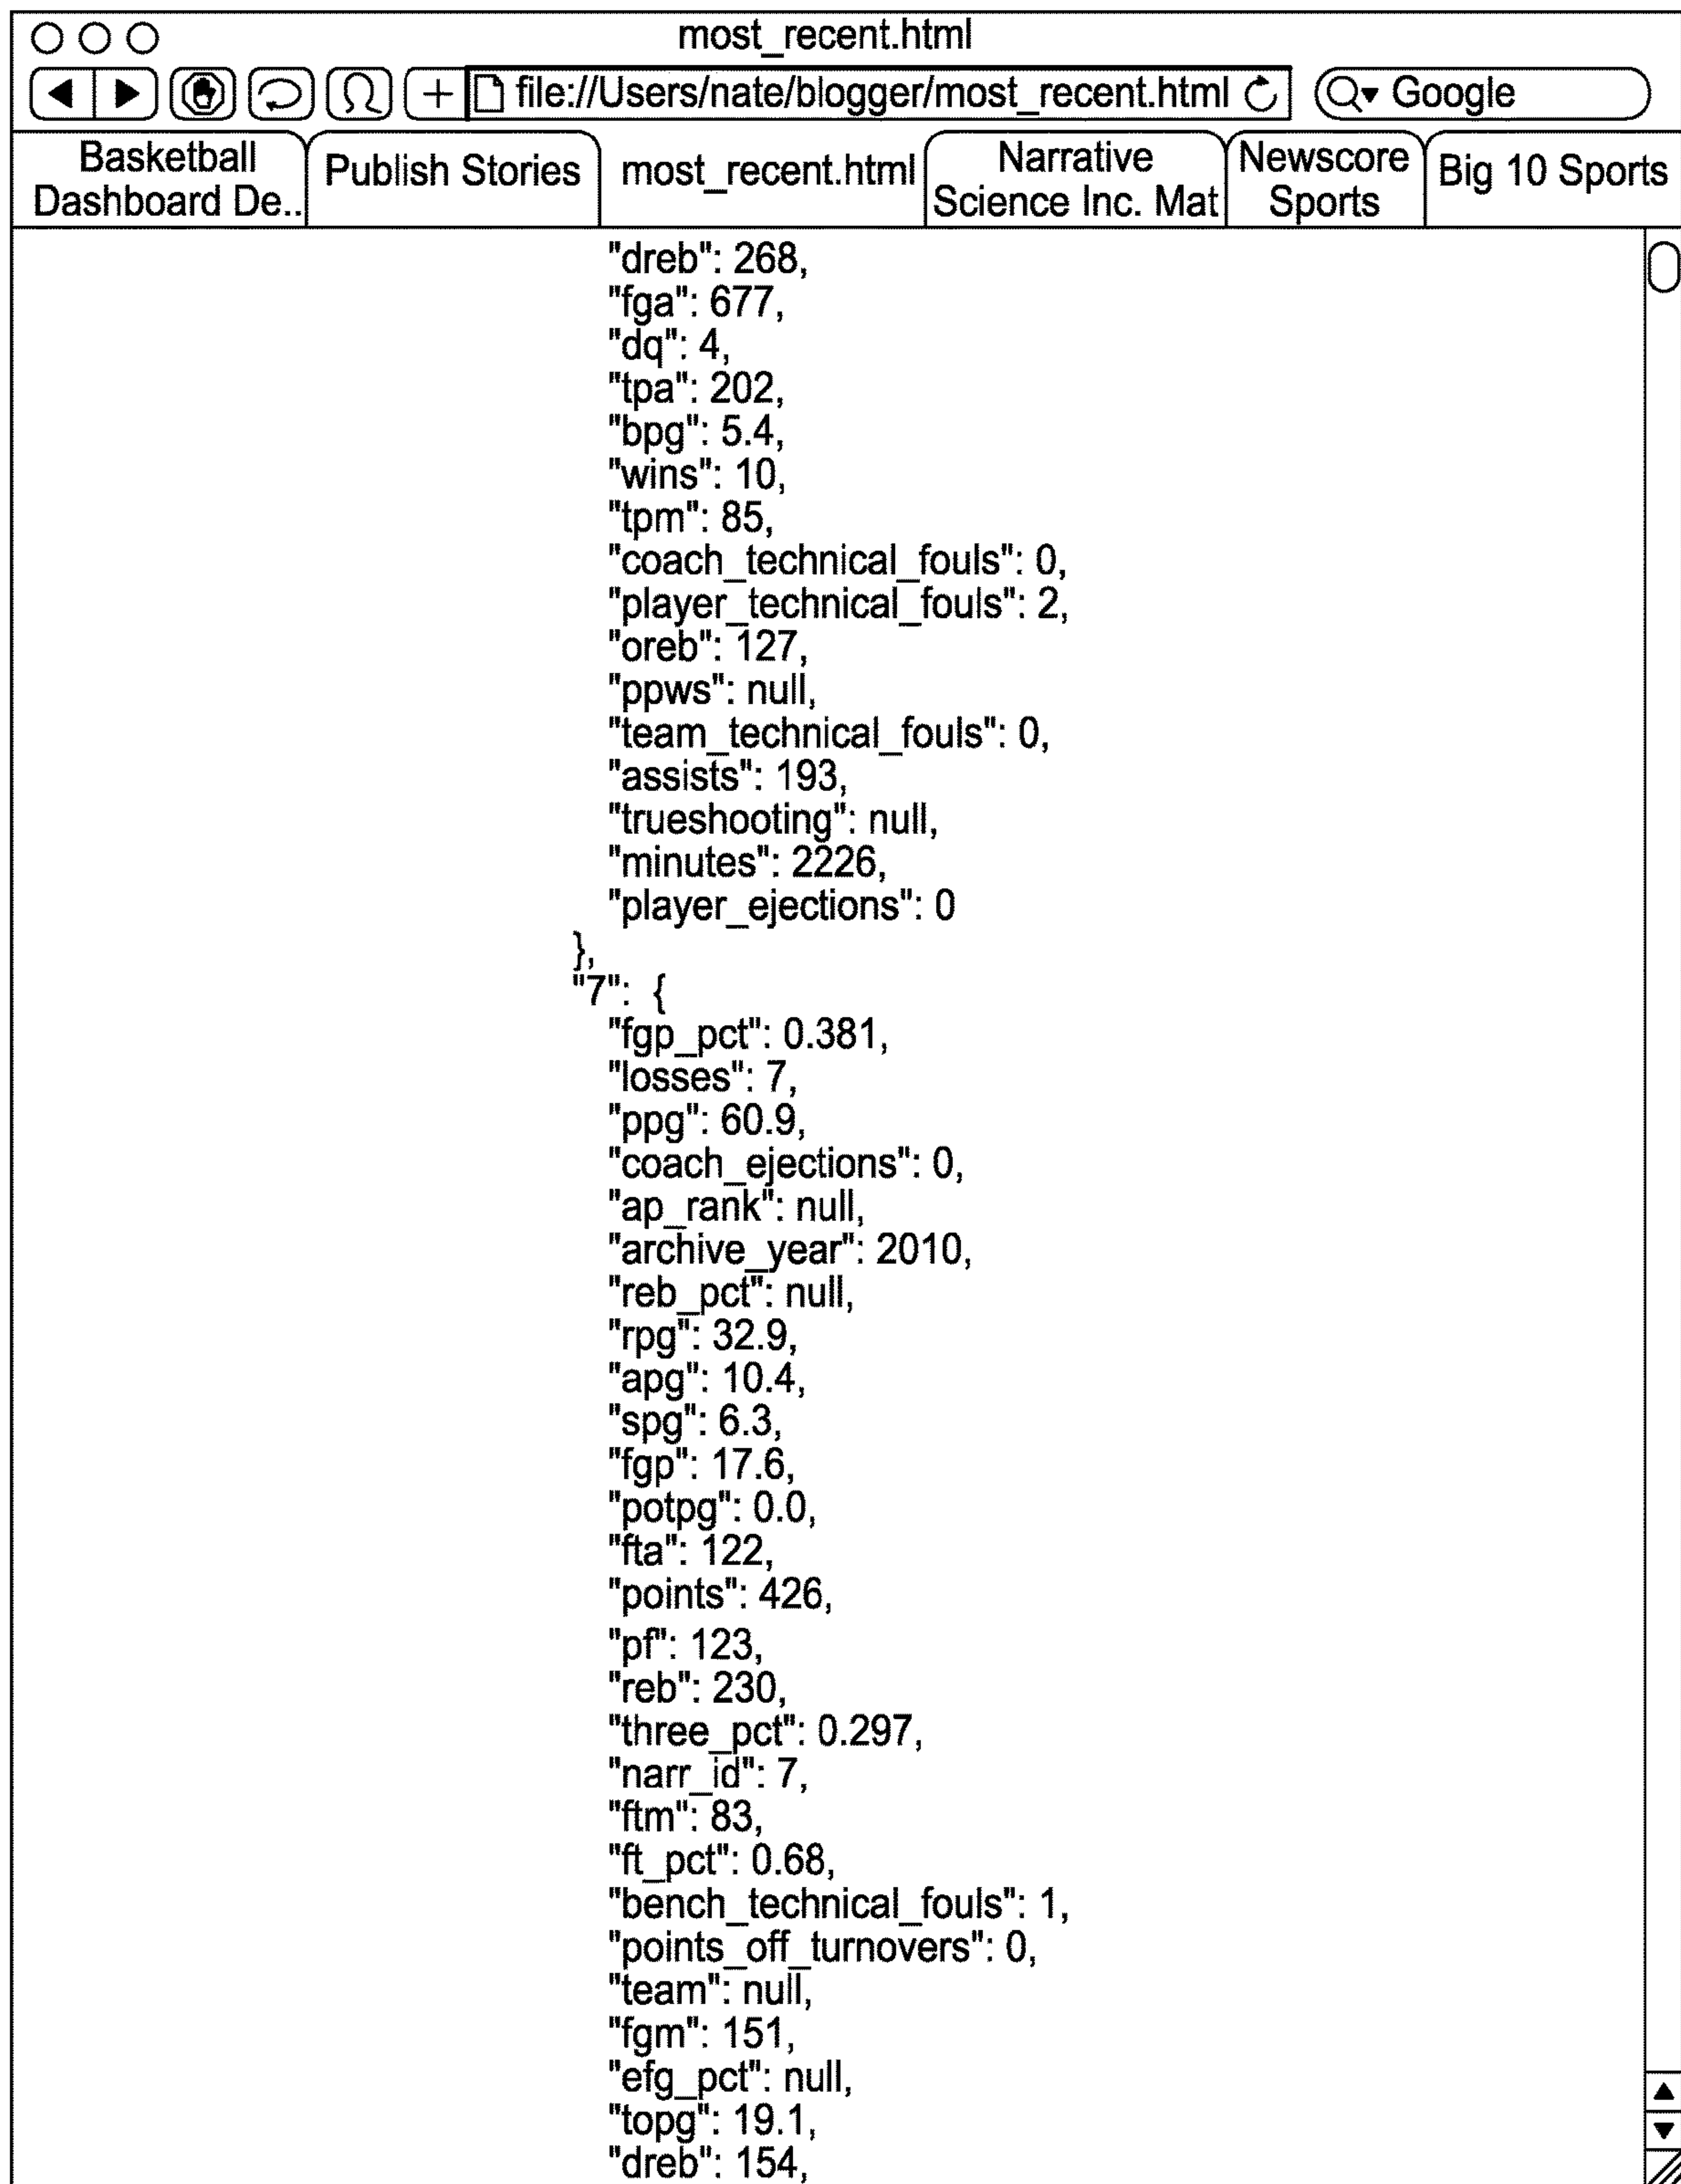 most_recent.html
file://Users/nate/blogger/most_recent.html
Google
Basketball
Dashboard De..
Publish Stories
most_recent.html
Narrative
Science Inc. Mat
Newscore
Sports
Big 10 Sports
"dreb": 268,
"fga": 677,
"dq": 4,
"tpa": 202,
"bpg": 5.4,
"wins": 10,
"tpm": 85,
"coach_technical_fouls": 0,
"player_technical_fouls": 2,
"oreb": 127,
"ppws": null,
"team_technical_fouls": 0,
"assists": 193,
"trueshooting": null,
"minutes": 2226,
"player_ejections": 0
},
"7": {
"fgp_pct": 0.381,
"losses": 7,
"ppg": 60.9,
"coach_ejections": 0,
"ap_rank": null,
"archive_year": 2010,
"reb_pct": null,
"rpg": 32.9,
"apg": 10.4,
"spg": 6.3,
"fgp": 17.6,
"potpg": 0.0,
"fta": 122,
"points": 426,
"pf": 123,
"reb": 230,
"three_pct": 0.297,
"narr_id": 7,
"ftm": 83,
"ft_pct": 0.68,
"bench_technical_fouls": 1,
"points_off_turnovers": 0,
"team": null,
"fgm": 151,
"efg_pct": null,
"topg": 19.1,
"dreb": 154,